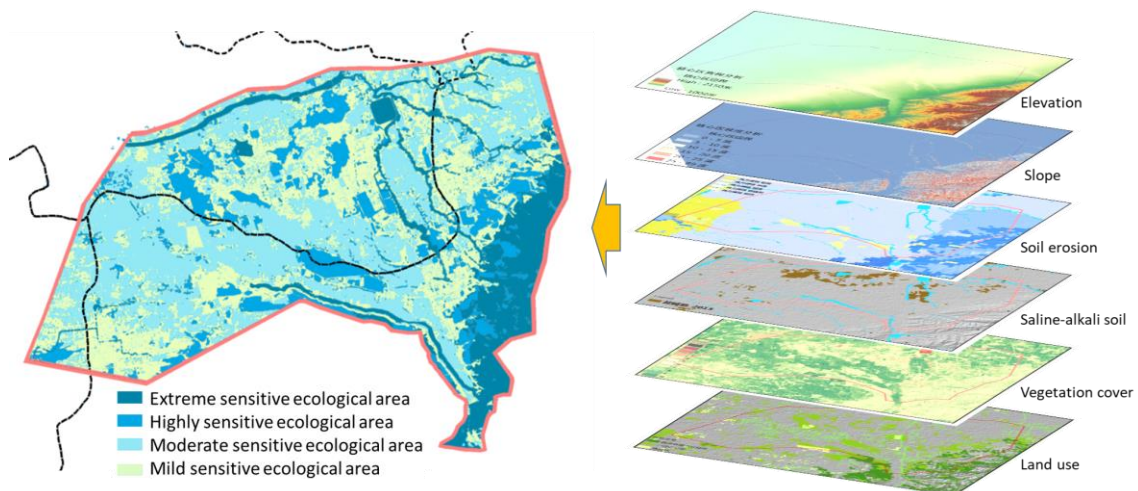 Extreme sensitive ecological area
Highly sensitive ecological area
Moderate sensitive ecological area
Mild sensitive ecological area
Elevation
Slope
Soil erosion
Saline-alkali soil
Vegetation cover
Land use